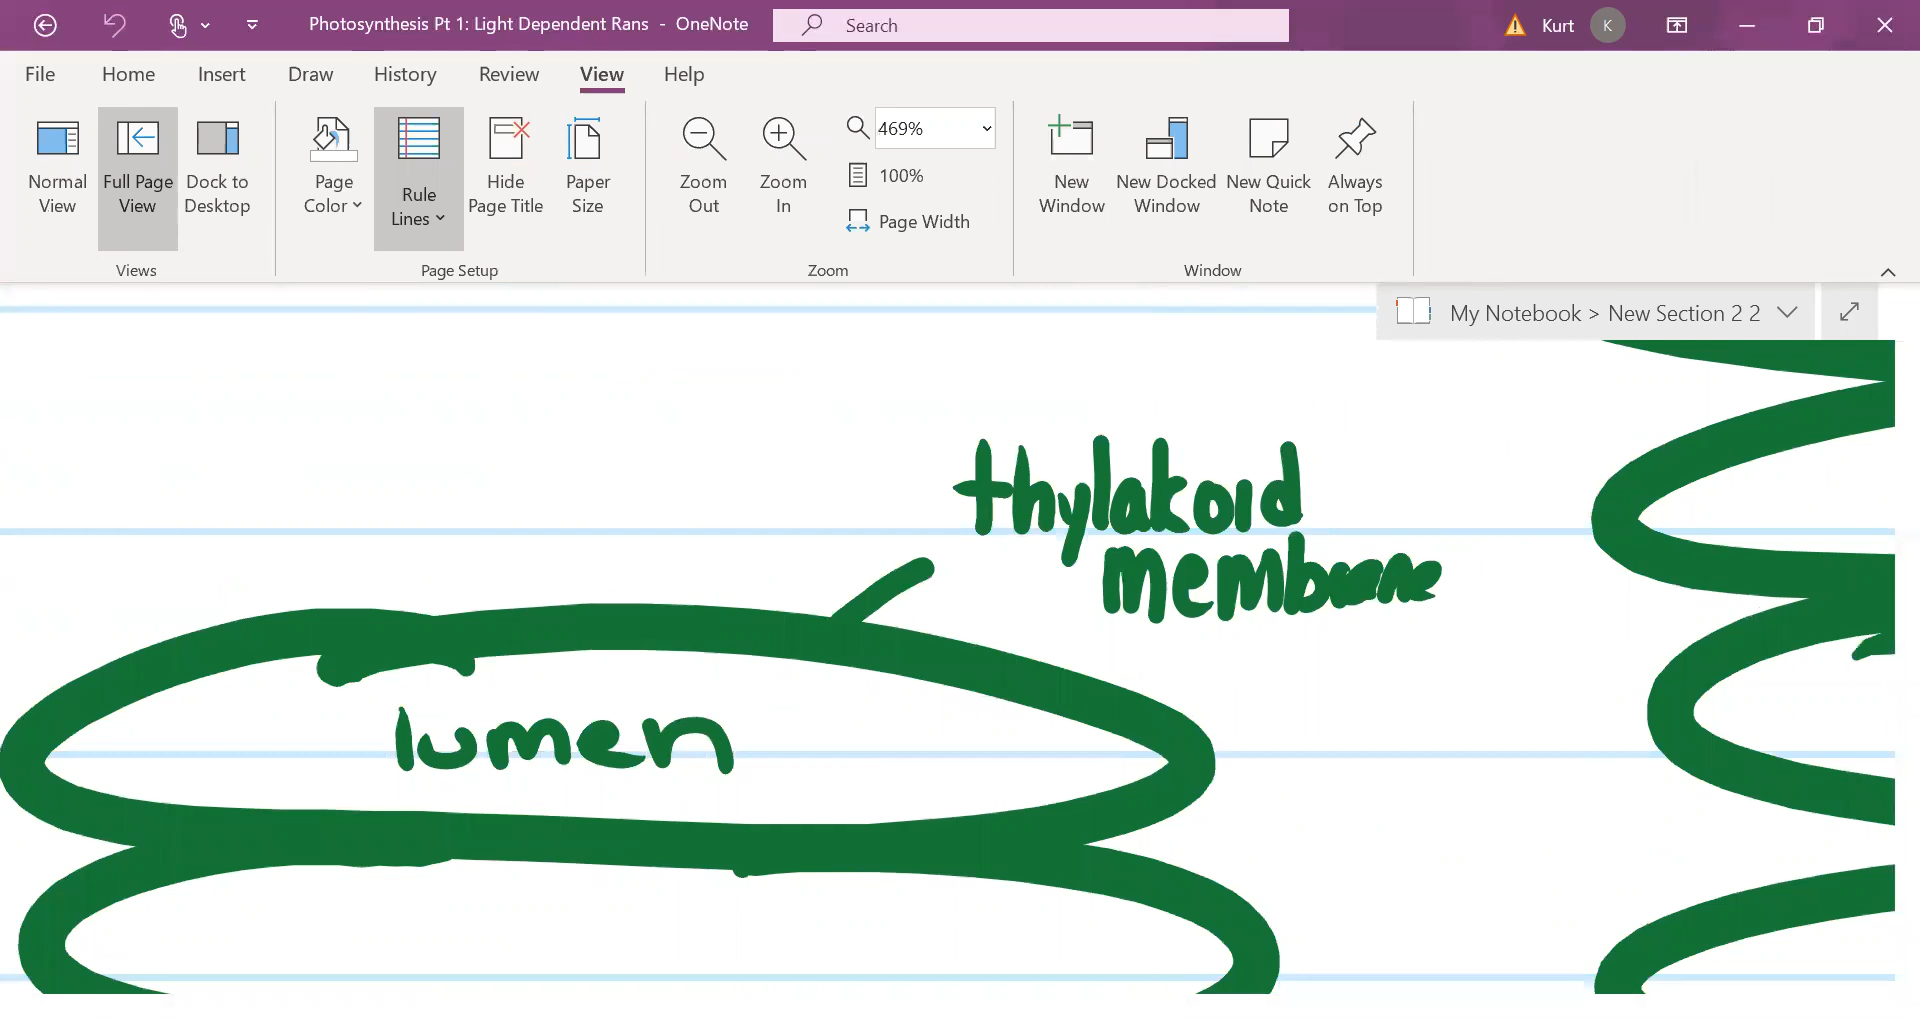 Photosynthesis Pt 1: Light Dependent Rans - OneNote
Search
Kurt
K
File Home Insert Draw History Review View Help
Normal View
Full Page View
Dock to Desktop
Views
Page Color
Rule Lines
Hide Page Title
Paper Size
Page Setup
Zoom Out
Zoom In
469%
100%
Page Width
Zoom
New Window
New Docked Window
New Quick Note
Always on Top
Window
My Notebook > New Section 2 2
thylakoid
membrane
lumen